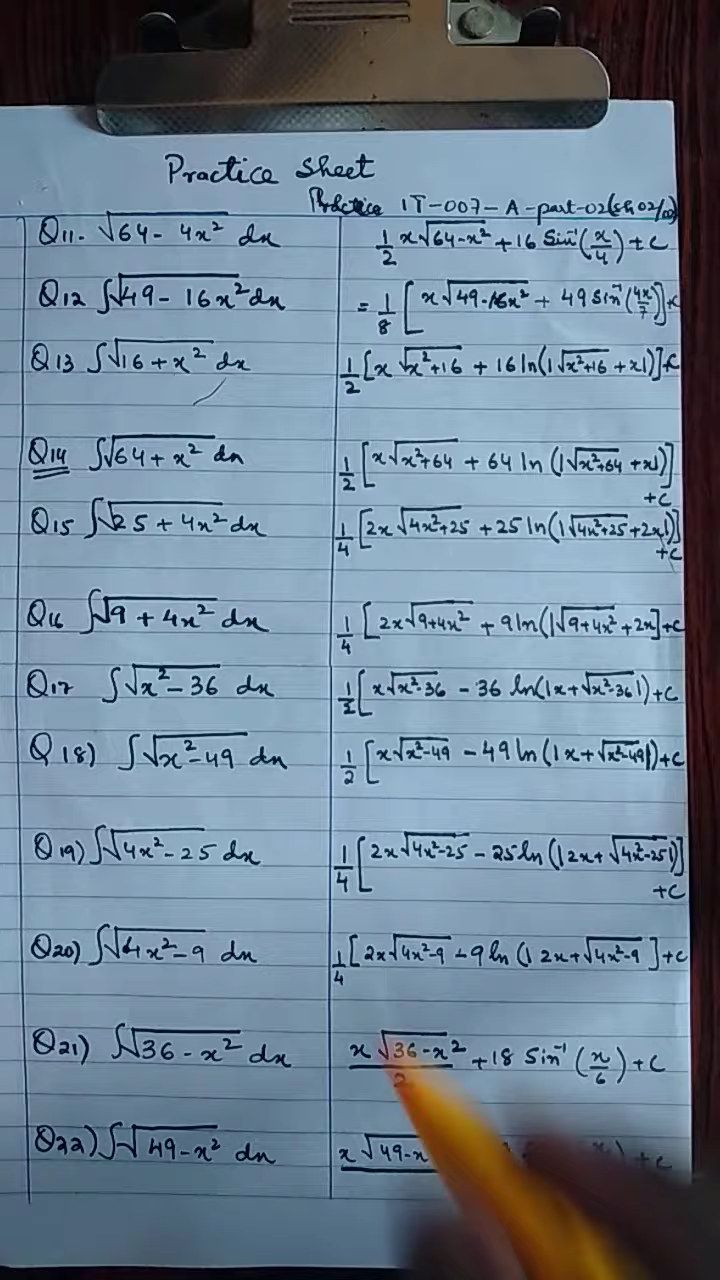 Practice Sheet
Practice IT-007-A-part-02
Q11. √64 - 4x² dx ½ x√64-x² + 16 Sin⁻¹(x/4) + C
Q12 ∫√49 - 16x² dx = 1/8 [x√49-16x² + 49 Sin⁻¹(4x/7)] + C
Q13 ∫√16 + x² dx ½ [x √x²+16 + 16 ln(|√x²+16 + x|)] + C
Q14 ∫√64 + x² dx ½ [x√x²+64 + 64 ln (|√x²+64 + x|)] + C
Q15 ∫√25 + 4x² dx ¼ [2x √4x²+25 + 25 ln(|√4x²+25 + 2x|)] + C
Q16 ∫√9 + 4x² dx ¼ [2x√9+4x² + 9 ln(|√9+4x² + 2x] + C
Q17 ∫√x² - 36 dx ½ [x√x²-36 - 36 ln(|x + √x²-36|) + C
Q18) ∫√x² - 49 dx ½ [x√x²-49 - 49 ln (|x + √x²-49|) + C
Q19) ∫√4x² - 25 dx ¼ [2x√4x²-25 - 25 ln (|2x + √4x²-25|)] + C
Q20) ∫√4x² - 9 dx ¼ [2x√4x²-9 - 9 ln (|2x + √4x²-9] + C
Q21) ∫√36 - x² dx x√36-x²/2 + 18 Sin⁻¹ (x/6) + C
Q22) ∫√49 - x² dx x√49-x + C